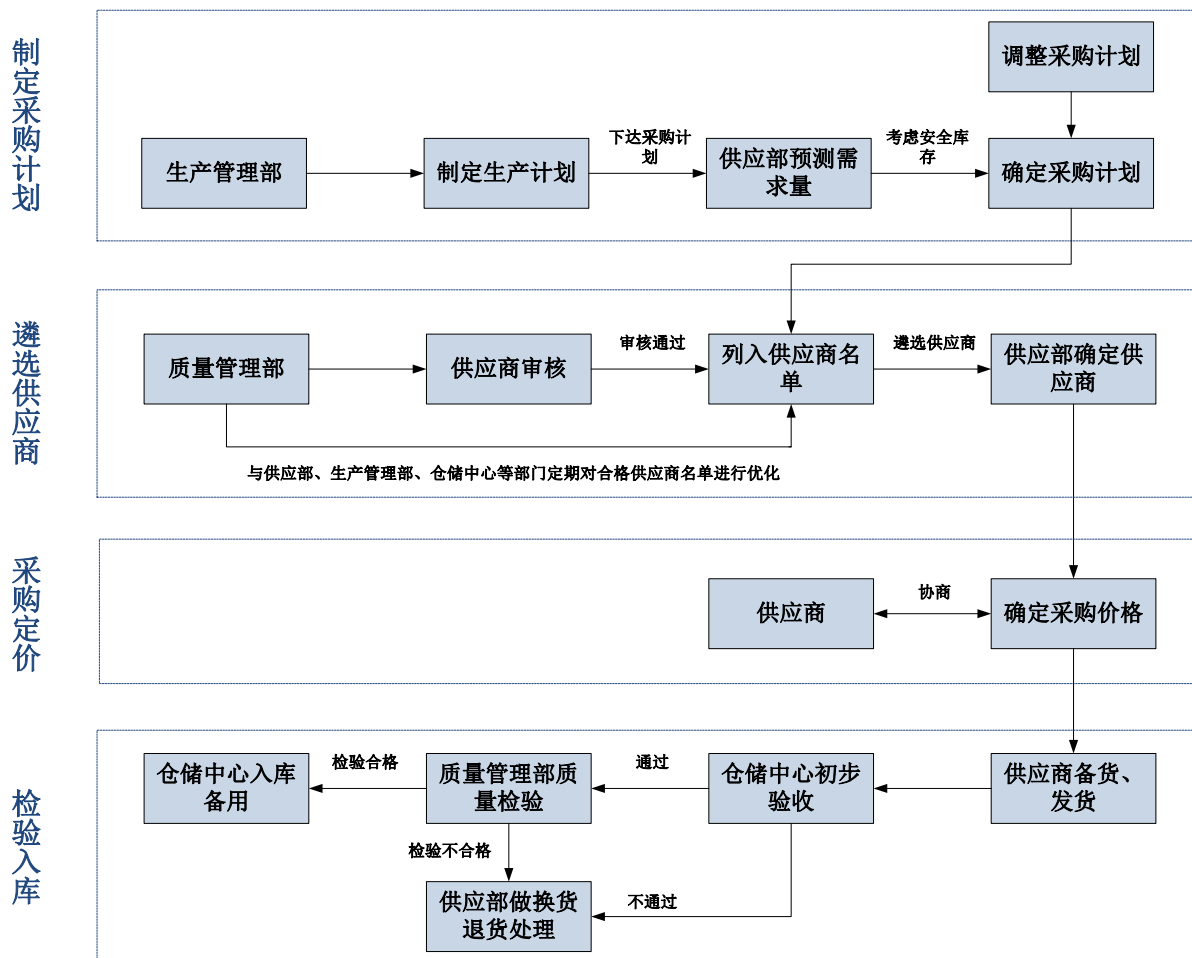 制定采购计划
调整采购计划
生产管理部
制定生产计划
下达采购计
划
供应部预测需
求量
考虑安全库
存
确定采购计划
遴选供应商
质量管理部
供应商审核
审核通过
列入供应商名
单
遴选供应商
供应部确定供
应商
与供应部、生产管理部、仓储中心等部门定期对合格供应商名单进行优化
采购定价
供应商
协商
确定采购价格
检验入库
仓储中心入库
备用
检验合格
质量管理部质
量检验
通过
仓储中心初步
验收
供应商备货、
发货
检验不合格
供应部做换货
退货处理
不通过